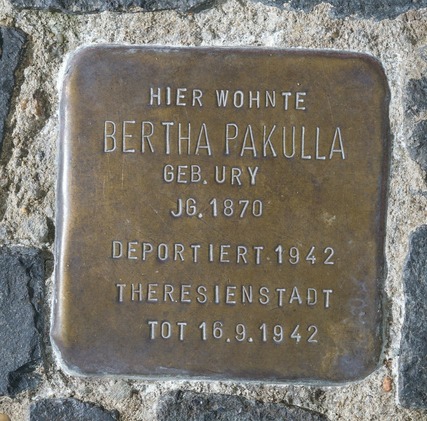 HIER WOHNTE
BERTHA PAKULLA
GEB. URY
JG. 1870
DEPORTIERT 1942
THERESIENSTADT
TOT 16.9.1942